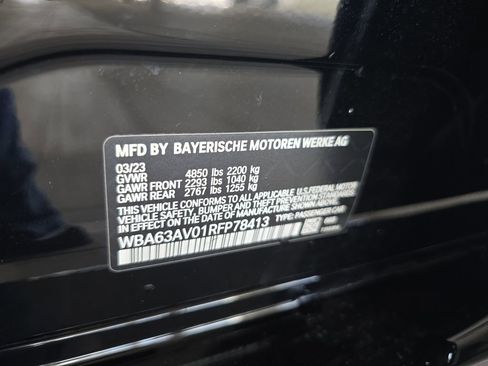 MFD BY BAYERISCHE MOTOREN WERKE AG
03/23
GVWR 4850 lbs 2200 kg
GAWR FRONT 2293 lbs 1040 kg
GAWR REAR 2767 lbs 1255 kg
THIS VEHICLE CONFORMS TO ALL APPLICABLE U.S. FEDERAL MOTOR
VEHICLE SAFETY, BUMPER, AND THEFT PREVENTION STANDARDS
IN EFFECT ON THE DATE OF MANUFACTURE SHOWN ABOVE.
WBA63AV01RFP78413 TYPE: PASSENGER CAR